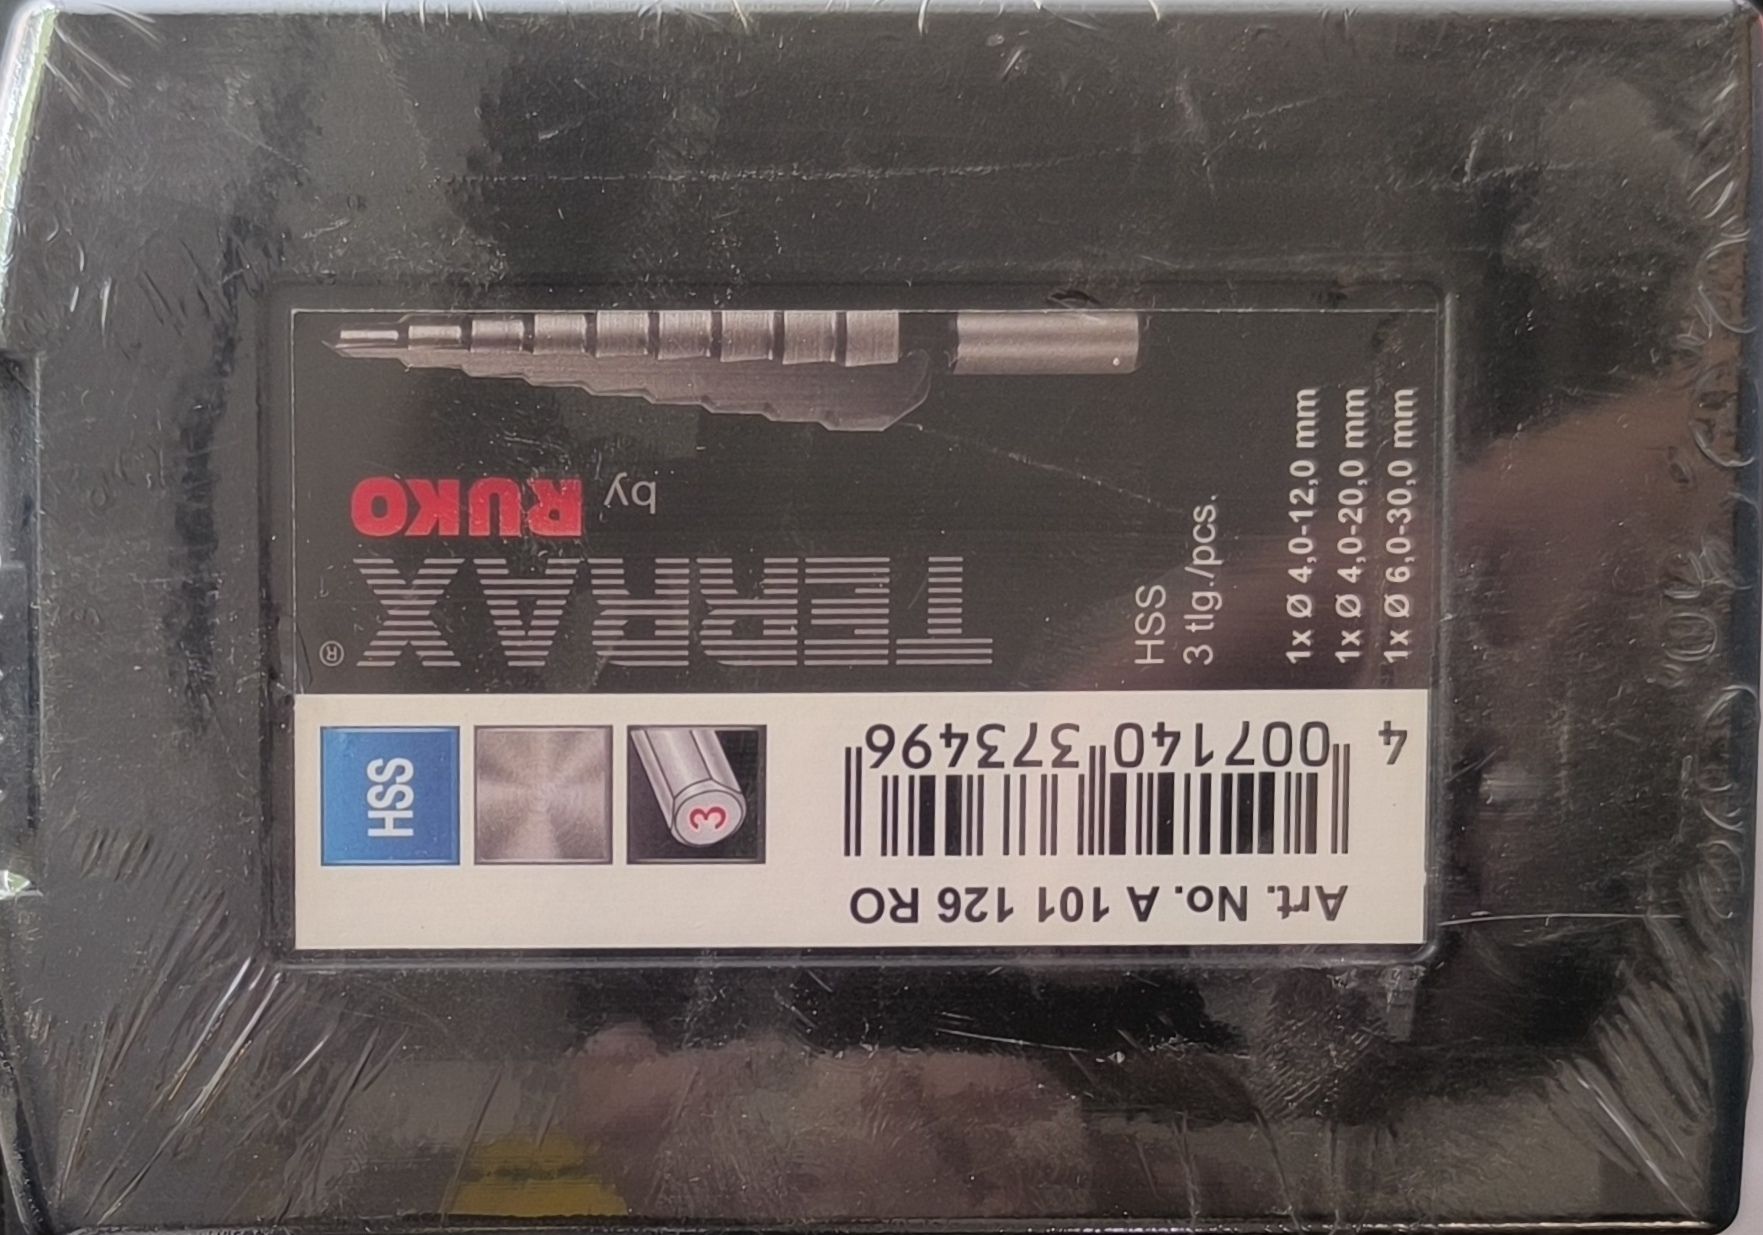 TERAX®
by RUKO
HSS
3 tlg./pcs.
1x Ø 4,0-12,0 mm
1x Ø 4,0-20,0 mm
1x Ø 6,0-30,0 mm
HSS
3
4 007140 373496
Art. No. A 101 126 RO